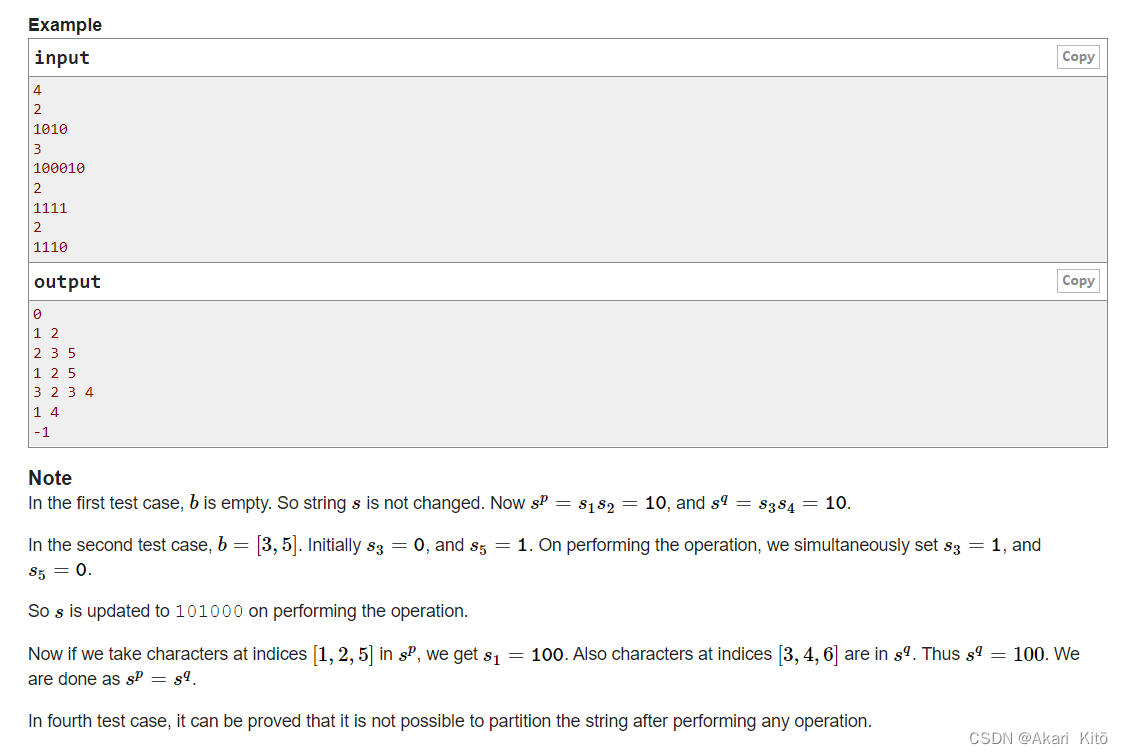 Example
input
Copy
4
2
1010
3
100010
2
1111
2
1110
output
Copy
0
1 2
2 3 5
1 2 5
3 2 3 4
1 4
-1
Note
In the first test case, b is empty. So string s is not changed. Now s^p = s_1s_2 = 10, and s^q = s_3s_4 = 10.
In the second test case, b = [3, 5]. Initially s_3 = 0, and s_5 = 1. On performing the operation, we simultaneously set s_3 = 1, and
s_5 = 0.
So s is updated to 101000 on performing the operation.
Now if we take characters at indices [1, 2, 5] in s^p, we get s_1 = 100. Also characters at indices [3, 4, 6] are in s^q. Thus s^q = 100. We
are done as s^p = s^q.
In fourth test case, it can be proved that it is not possible to partition the string after performing any operation.
CSDN @Akari_Kitō